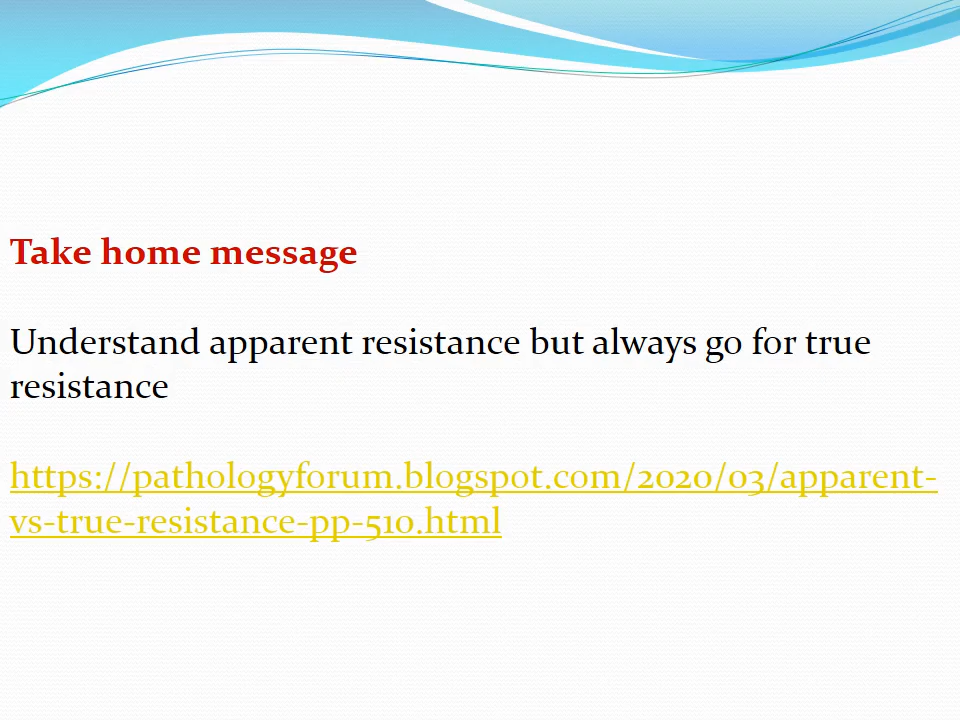 Take home message
Understand apparent resistance but always go for true
resistance
https://pathologyforum.blogspot.com/2020/03/apparent-
vs-true-resistance-pp-510.html